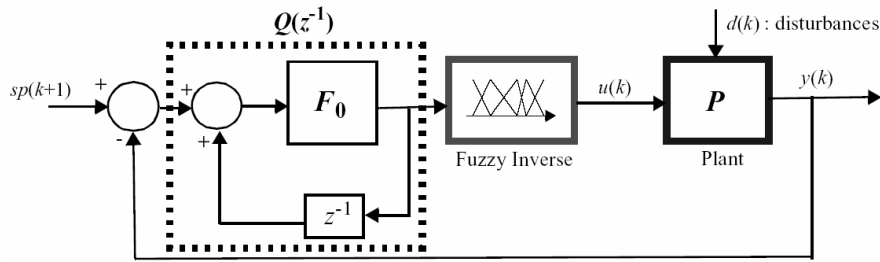 Q(z⁻¹)
d(k) : disturbances
sp(k+1)
+
-
+
+
F₀
u(k)
P
y(k)
Fuzzy Inverse
Plant
z⁻¹